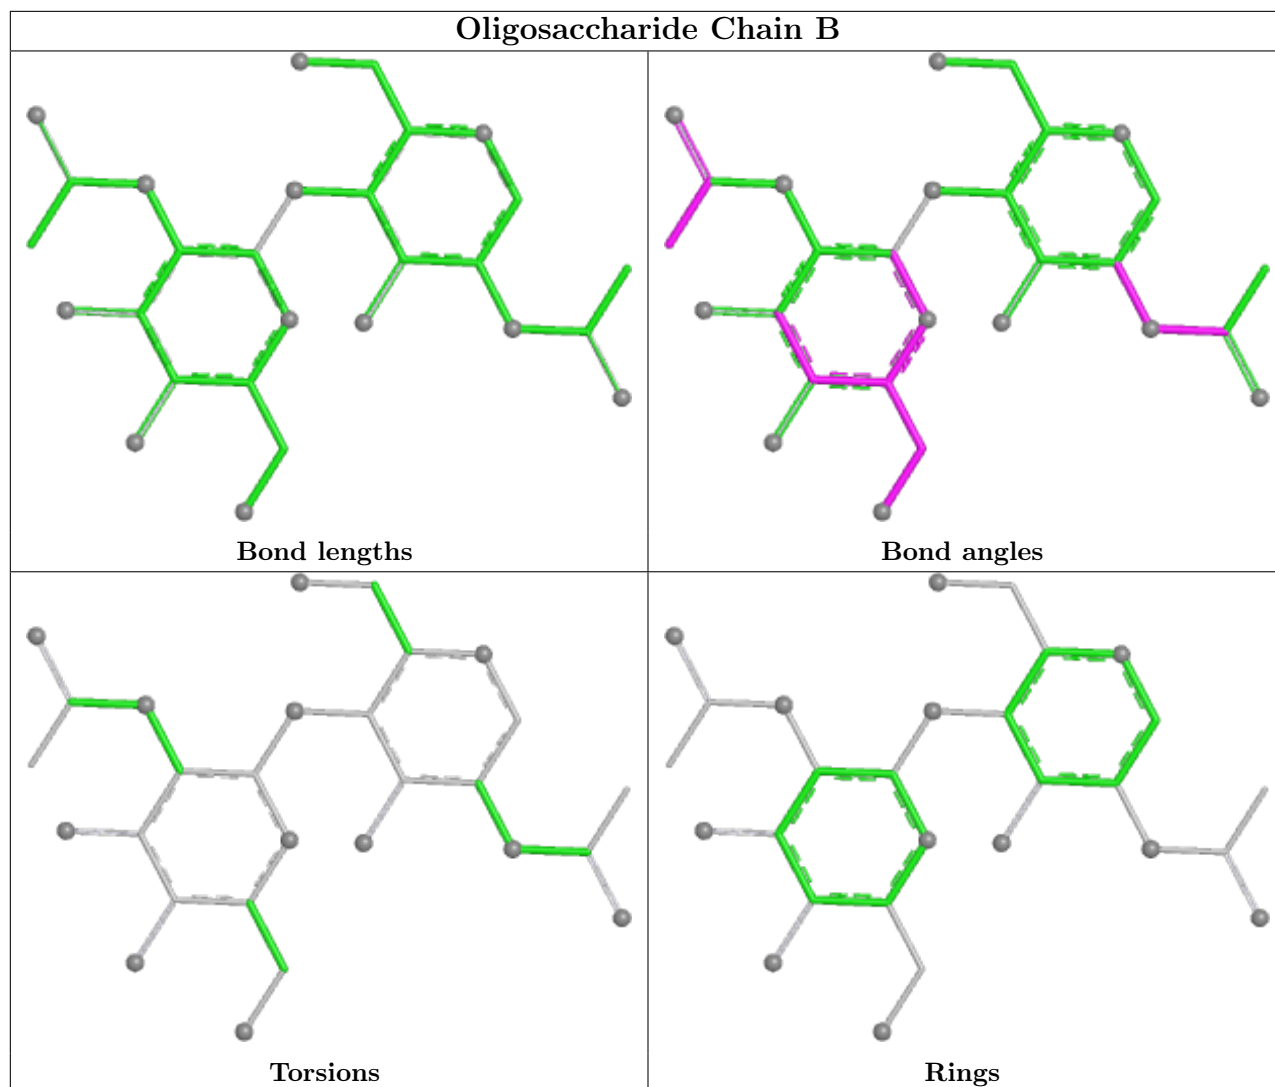 Oligosaccharide Chain B
Bond lengths
Bond angles
Torsions
Rings